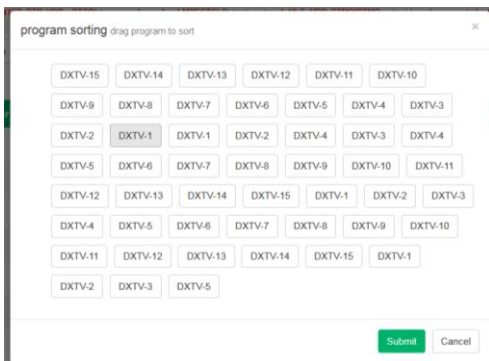 program sorting drag program to sort ×
DXTV-15 DXTV-14 DXTV-13 DXTV-12 DXTV-11 DXTV-10
DXTV-9 DXTV-8 DXTV-7 DXTV-6 DXTV-5 DXTV-4 DXTV-3
DXTV-2 DXTV-1 DXTV-1 DXTV-2 DXTV-4 DXTV-3 DXTV-4
DXTV-5 DXTV-6 DXTV-7 DXTV-8 DXTV-9 DXTV-10 DXTV-11
DXTV-12 DXTV-13 DXTV-14 DXTV-15 DXTV-1 DXTV-2 DXTV-3
DXTV-4 DXTV-5 DXTV-6 DXTV-7 DXTV-8 DXTV-9 DXTV-10
DXTV-11 DXTV-12 DXTV-13 DXTV-14 DXTV-15 DXTV-1
DXTV-2 DXTV-3 DXTV-5
Submit Cancel